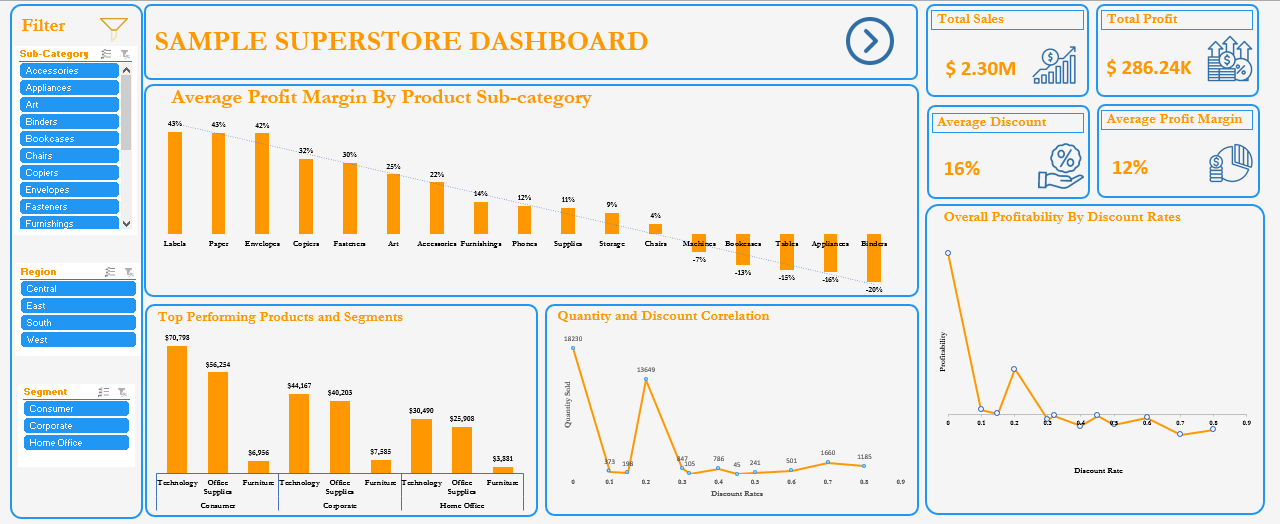 Filter
Sub-Category
Accessories
Appliances
Art
Binders
Bookcases
Chairs
Copiers
Envelopes
Fasteners
Furnishings
Region
Central
East
South
West
Segment
Consumer
Corporate
Home Office
SAMPLE SUPERSTORE DASHBOARD
Total Sales
$ 2.30M
Total Profit
$ 286.24K
Average Discount
16%
Average Profit Margin
12%
Average Profit Margin By Product Sub-category
43% 43% 42% 32% 30% 25% 22% 14% 12% 11% 9% 4%
Labels Paper Envelopes Copiers Fasteners Art Accessories Furnishings Phones Supplies Storage Chairs Machines Bookcases Tables Appliances Binders
-7% -13% -15% -16% -20%
Top Performing Products and Segments
$70,798 $56,254 $6,956 $44,167 $40,203 $7,585 $30,490 $25,908 $3,881
Technology Office Supplies Furniture Technology Office Supplies Furniture Technology Office Supplies Furniture
Consumer Corporate Home Office
Quantity and Discount Correlation
Quantity Sold
18230 373 198 13649 847 105 786 45 241 501 1660 1185
0 0.1 0.2 0.3 0.4 0.5 0.6 0.7 0.8 0.9
Discount Rates
Overall Profitability By Discount Rates
Profitability
0 0.1 0.2 0.3 0.4 0.5 0.6 0.7 0.8 0.9
Discount Rate